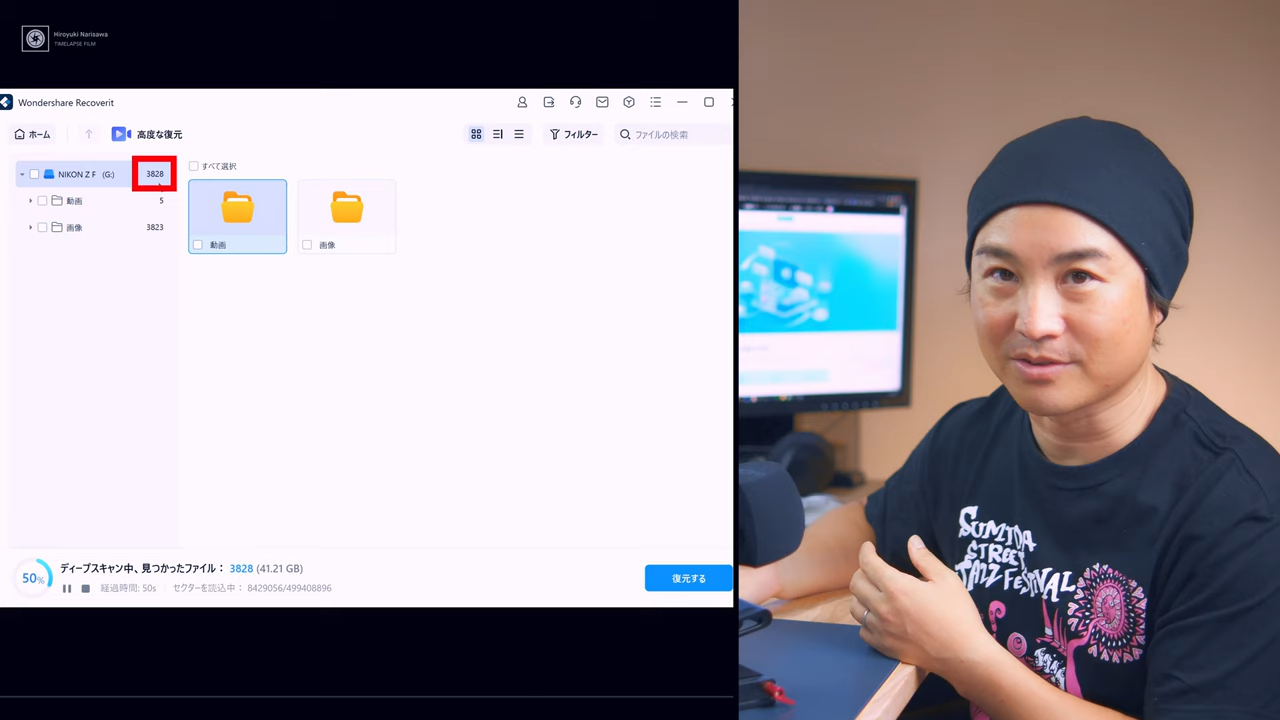 Hiroyuki Narisawa
TIMELAPSE FILM
Wondershare Recoverit
ホーム
高度な復元
フィルター
ファイルの検索
NIKON Z F (G:) 3828
動画 5
画像 3823
すべて選択
動画
画像
50%
ディープスキャン中、見つかったファイル： 3828 (41.21 GB)
経過時間: 50s
セクターを読込中： 8429056/499408896
復元する
SUMIDA
STREET
JAZZ FESTIVAL